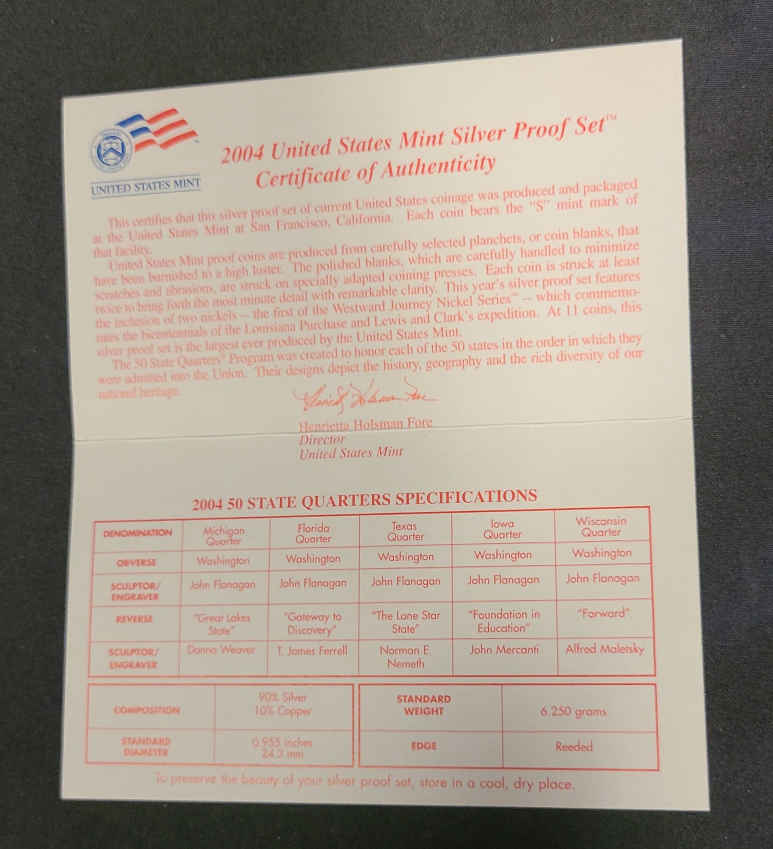 UNITED STATES MINT
2004 United States Mint Silver Proof Set™
Certificate of Authenticity
This certifies that this silver proof set of current United States coinage was produced and packaged
at the United States Mint at San Francisco, California. Each coin bears the "S" mint mark of
that facility.
United States Mint proof coins are produced from carefully selected planchets, or coin blanks, that
have been burnished to a high luster. The polished blanks, which are carefully handled to minimize
scratches and abrasions, are struck on specially adapted coining presses. Each coin is struck at least
twice to bring forth the most minute detail with remarkable clarity. This year's silver proof set features
the inclusion of two nickels -- the first of the Westward Journey Nickel Series™ -- which commemo-
rates the bicentennials of the Louisiana Purchase and Lewis and Clark's expedition. At 11 coins, this
silver proof set is the largest ever produced by the United States Mint.
The 50 State Quarters® Program was created to honor each of the 50 states in the order in which they
were admitted into the Union. Their designs depict the history, geography and the rich diversity of our
national heritage.
Henrietta Holsman Fore
Henrietta Holsman Fore
Director
United States Mint
2004 50 STATE QUARTERS SPECIFICATIONS
DENOMINATION Michigan Quarter Florida Quarter Texas Quarter Iowa Quarter Wisconsin Quarter
OBVERSE Washington Washington Washington Washington Washington
SCULPTOR/ENGRAVER John Flanagan John Flanagan John Flanagan John Flanagan John Flanagan
REVERSE "Great Lakes State" "Gateway to Discovery" "The Lone Star State" "Foundation in Education" "Forward"
SCULPTOR/ENGRAVER Donna Weaver T. James Ferrell Norman E. Nemeth John Mercanti Alfred Maletsky
COMPOSITION 90% Silver 10% Copper STANDARD WEIGHT 6.250 grams
STANDARD DIAMETER 0.955 inches 24.3 mm EDGE Reeded
To preserve the beauty of your silver proof set, store in a cool, dry place.